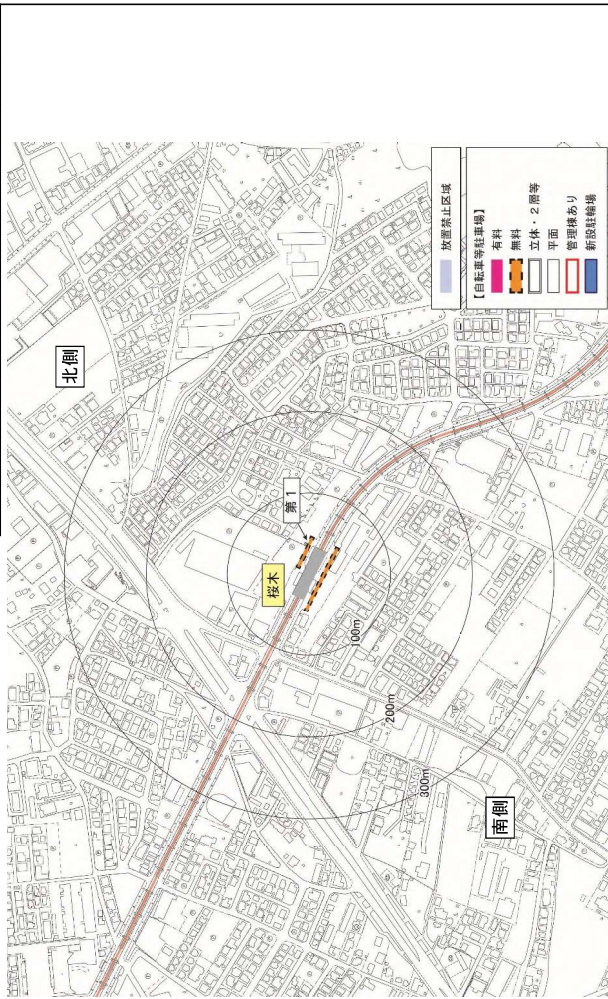 北側
桜木
第1
100m
200m
300m
南側
放置禁止区域
【自転車等駐車場】
有料
無料
立体・2層等
平面
管理棟あり
新設駐輪場